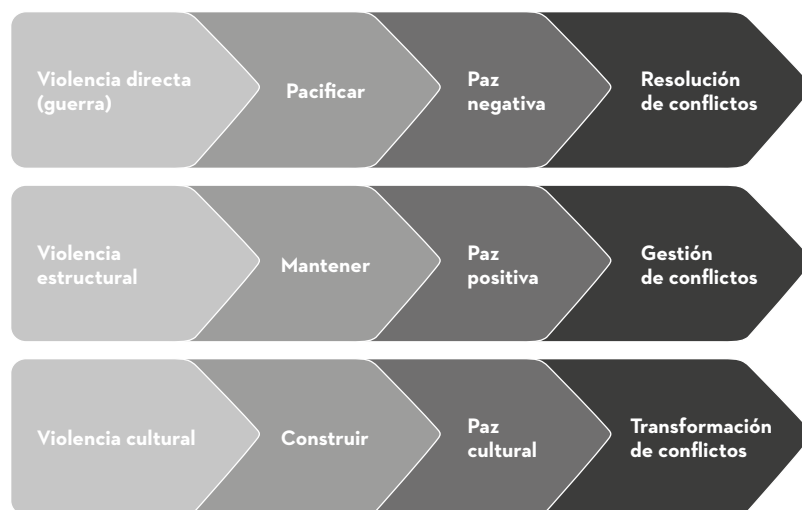 Violencia directa
(guerra)
Pacificar
Paz
negativa
Resolución
de conflictos
Violencia
estructural
Mantener
Paz
positiva
Gestión
de conflictos
Violencia cultural
Construir
Paz
cultural
Transformación
de conflictos